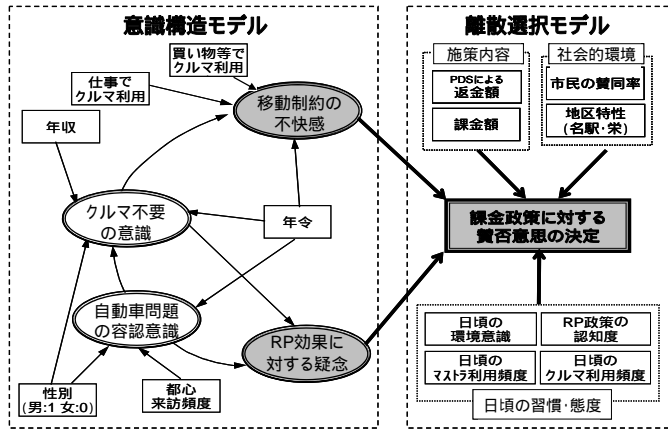 意識構造モデル
買い物等で
クルマ利用
仕事で
クルマ利用
移動制約の
不快感
年収
クルマ不要
の意識
年令
自動車問題
の容認意識
RP効果に
対する疑念
性別
(男:1 女:0)
都心
来訪頻度
離散選択モデル
施策内容
PDSによる
返金額
課金額
社会的環境
市民の賛同率
地区特性
(名駅・栄)
課金政策に対する
賛否意思の決定
日頃の
環境意識
RP政策の
認知度
日頃の
マストラ利用頻度
日頃の
クルマ利用頻度
日頃の習慣・態度